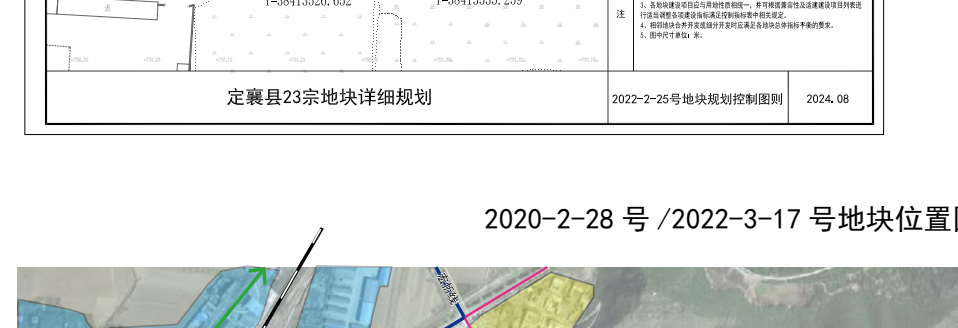 3、各地块建设项目应与用地性质相统一，并可根据兼容性及适建建设项目列表进
行适当调整各项建设指标满足控制指标表中相关规定。
4、相邻地块合并开发或细分开发时应满足各地块总体指标平衡的要求。
5、图中尺寸单位：米。
注
定襄县23宗地块详细规划
2022-2-25号地块规划控制图则
2024.08
2020-2-28 号 /2022-3-17 号地块位置